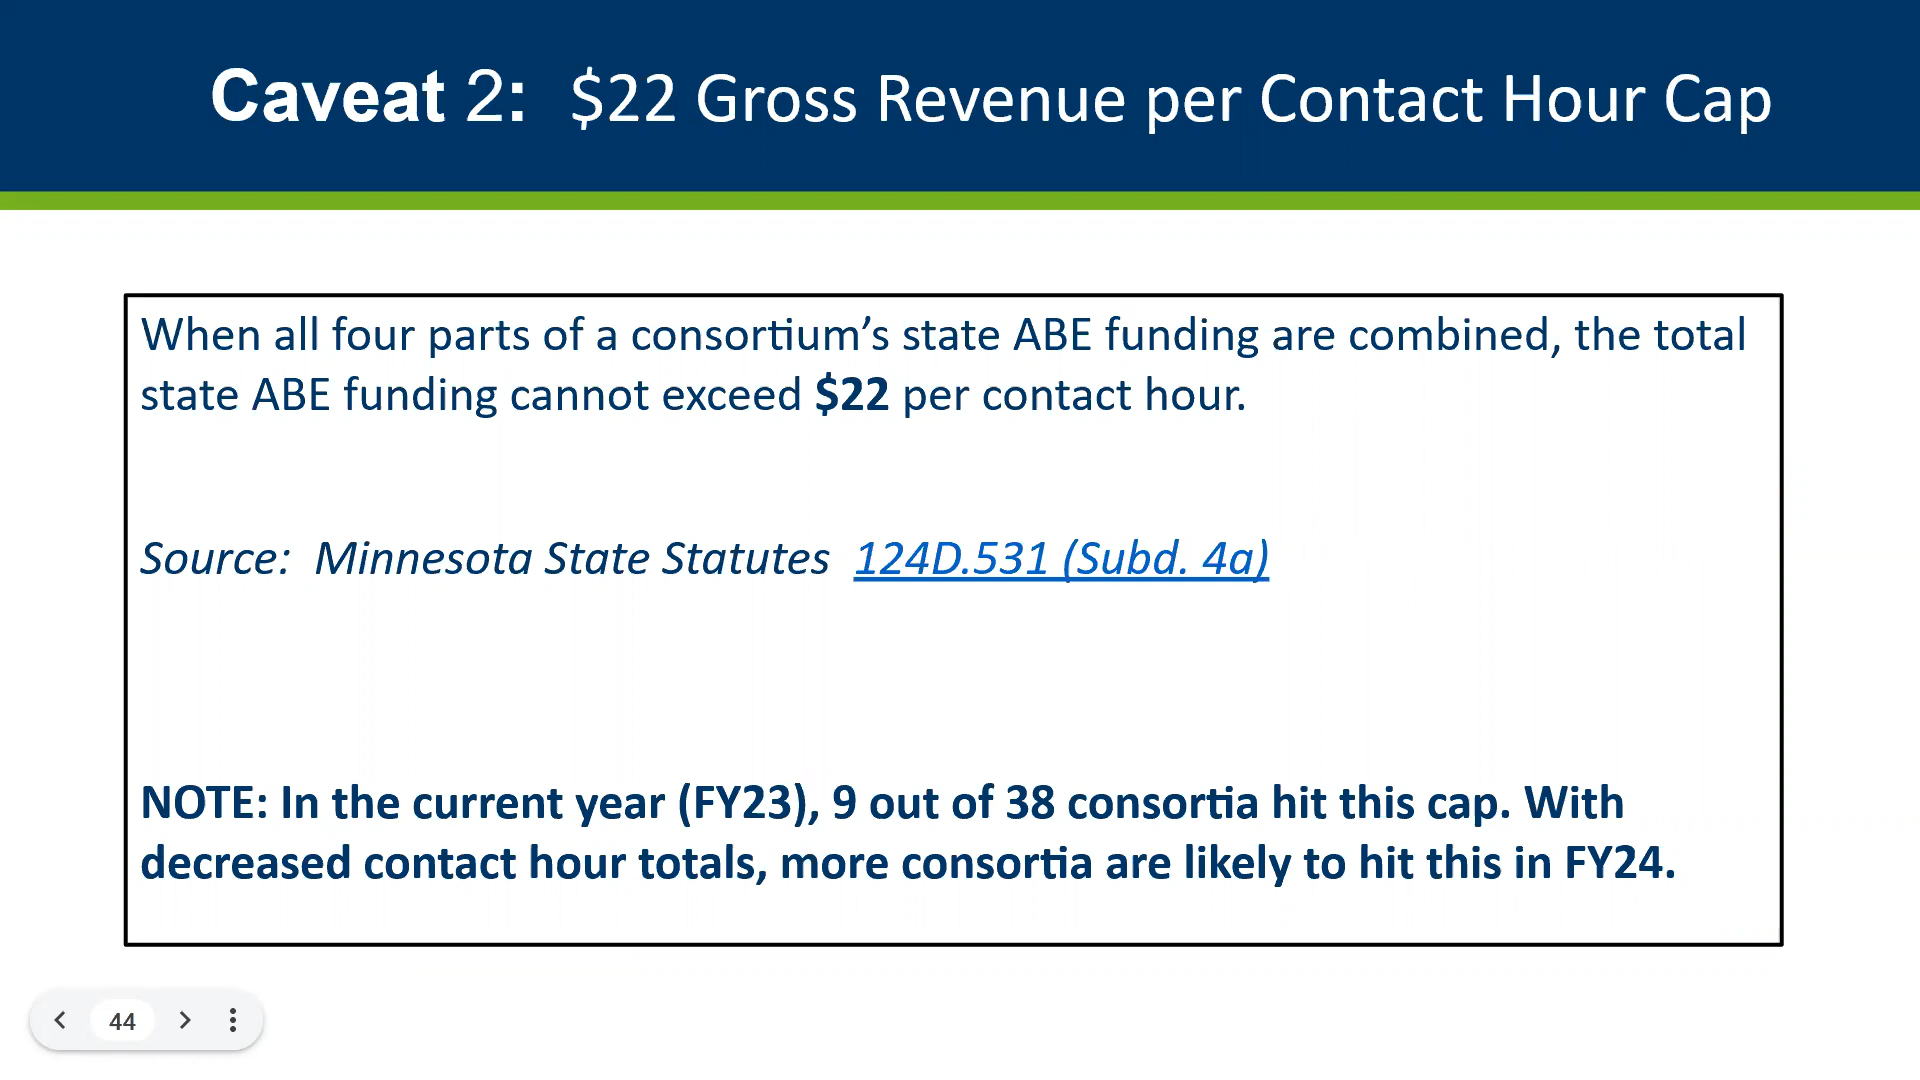 Caveat 2: $22 Gross Revenue per Contact Hour Cap
When all four parts of a consortium’s state ABE funding are combined, the total
state ABE funding cannot exceed $22 per contact hour.
Source: Minnesota State Statutes 124D.531 (Subd. 4a)
NOTE: In the current year (FY23), 9 out of 38 consortia hit this cap. With
decreased contact hour totals, more consortia are likely to hit this in FY24.
44